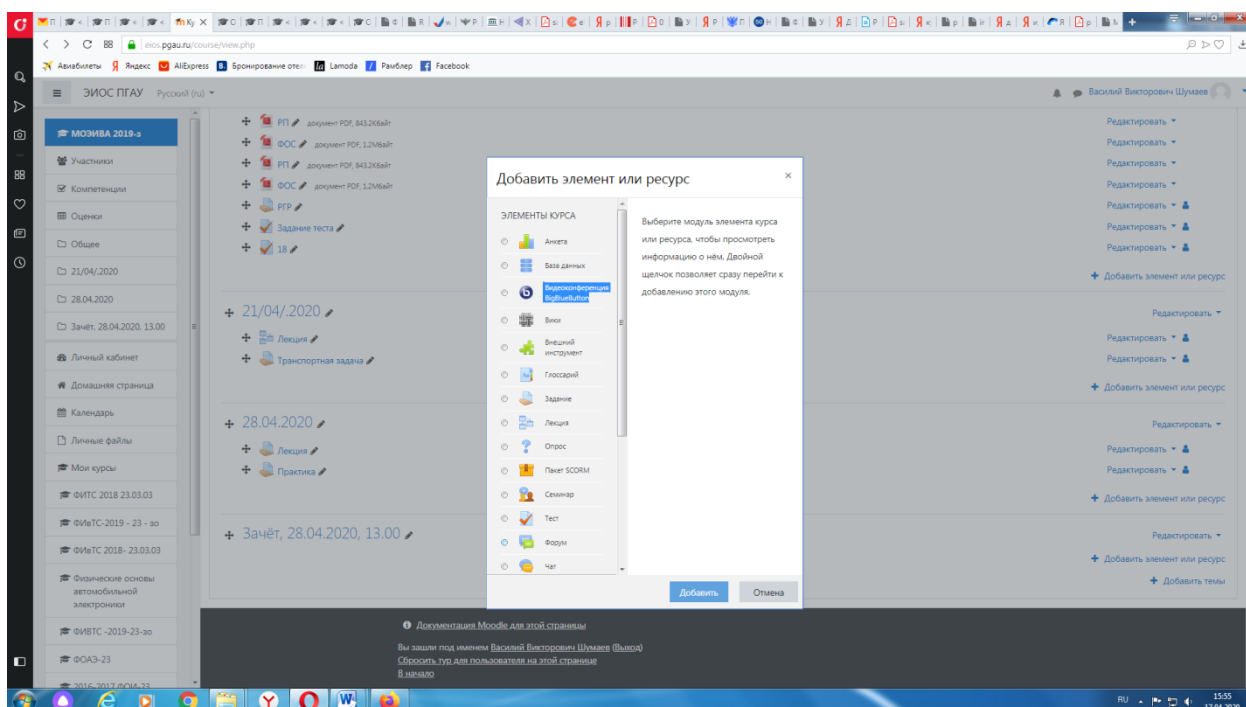 eios.pgau.ru/course/view.php
Авиабилеты Яндекс AliExpress Бронирование отел Lamoda Рамблер Facebook
ЭИОС ПГАУ Русский (ru)
Василий Викторович Шумаев
МОЭИВА 2019-з
Участники
Компетенции
Оценки
Общее
21/04/.2020
28.04.2020
Зачёт, 28.04.2020, 13.00
Личный кабинет
Домашняя страница
Календарь
Личные файлы
Мои курсы
ФИТС 2018 23.03.03
ФИвТС-2019 - 23 - зо
ФИвТС 2018- 23.03.03
Физические основы
автомобильной
электроники
ФИВТС -2019-23-зо
ФОАЭ-23
2016-2017 ФОИ-23
РП документ PDF, 843.2Кбайт Редактировать
ФОС документ PDF, 1.2Мбайт Редактировать
РП документ PDF, 843.2Кбайт Редактировать
ФОС документ PDF, 1.2Мбайт Редактировать
РГР Редактировать
Задание теста Редактировать
18 Редактировать
Добавить элемент или ресурс
21/04/.2020 Редактировать
Лекция Редактировать
Транспортная задача Редактировать
Добавить элемент или ресурс
28.04.2020 Редактировать
Лекция Редактировать
Практика Редактировать
Добавить элемент или ресурс
Зачёт, 28.04.2020, 13.00 Редактировать
Добавить элемент или ресурс
Добавить темы
Добавить элемент или ресурс ×
ЭЛЕМЕНТЫ КУРСА
Анкета
База данных
Видеоконференция
BigBlueButton
Вики
Внешний
инструмент
Глоссарий
Задание
Лекция
Опрос
Пакет SCORM
Семинар
Тест
Форум
Чат
Выберите модуль элемента курса
или ресурса, чтобы просмотреть
информацию о нём. Двойной
щелчок позволяет сразу перейти к
добавлению этого модуля.
Добавить Отмена
Документация Moodle для этой страницы
Вы зашли под именем Василий Викторович Шумаев (Выход)
Сбросить тур для пользователя на этой странице
В начало
RU 15:55
17.04.2020